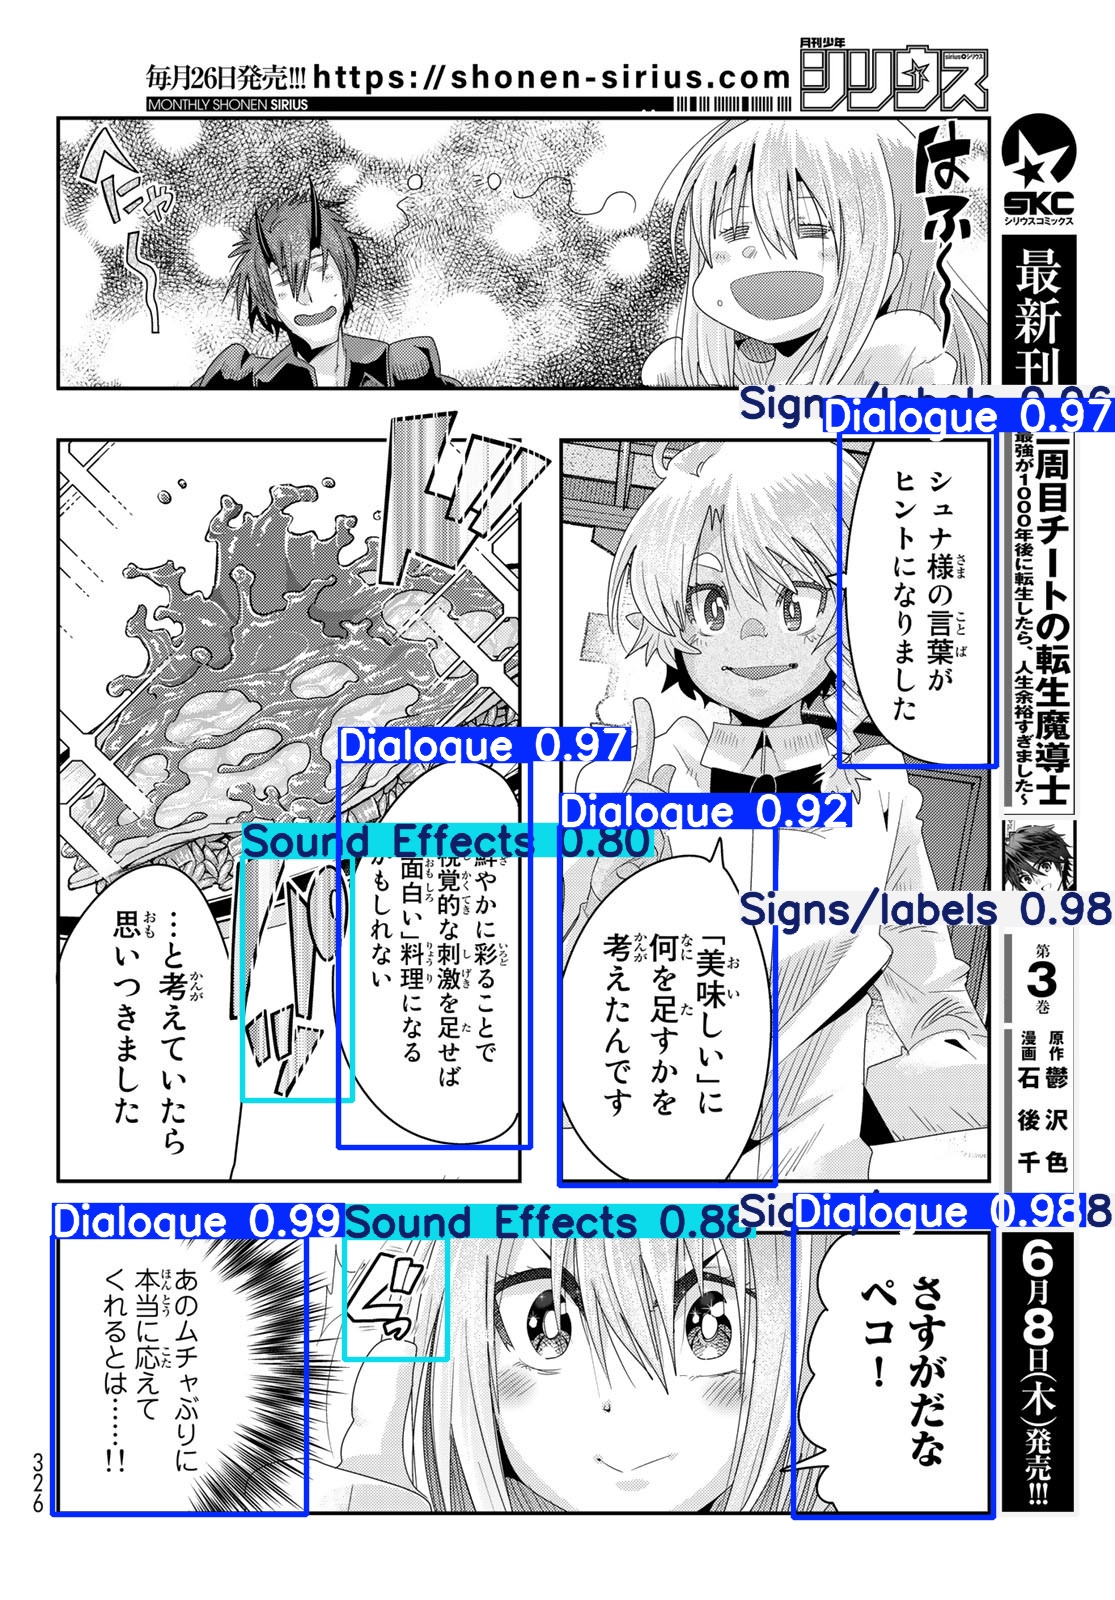 毎月26日発売!!! https://shonen-sirius.com
MONTHLY SHONEN SIRIUS
月刊少年
シリウス
sirius シリウス
SKC
シリウスコミックス
最新刊
二周目チートの転生魔導士
最強が1000年後に転生したら、人生余裕すぎました〜
第3巻
原作 鬱沢色
漫画 石後千
6月8日(木)発売!!!
はふ〜
へにゃ〜
Signs/labels
Dialogue 0.97
シュナ様の言葉が
ヒントになりました
Dialogue 0.92
「美味しい」に
何を足すかを
考えたんです
Signs/labels 0.98
Dialogue 0.97
鮮やかに彩ることで
視覚的な刺激を足せば
面白い」料理になる
かもしれない
Sound Effects 0.80
…と考えていたら
思いつきました
Dialogue 0.98
さすがだな
ペコ!
Sound Effects 0.88
ぐっ
Dialogue 0.99
あのムチャぶりに
本当に応えて
くれるとは……!!
326